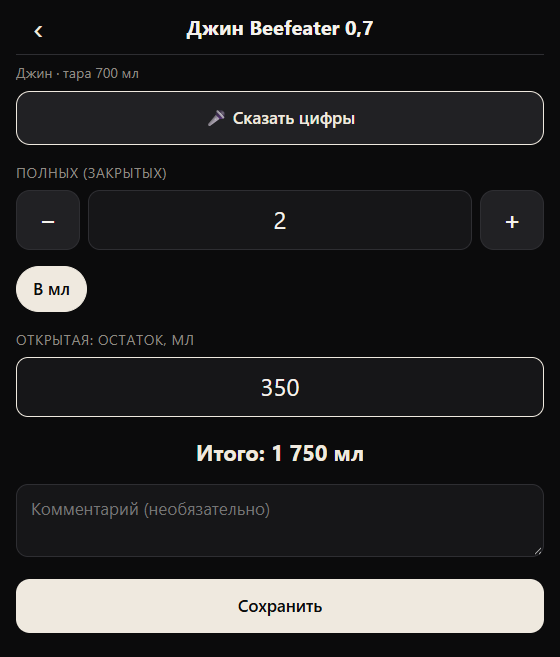 ‹ Джин Beefeater 0,7
Джин · тара 700 мл
Сказать цифры
ПОЛНЫХ (ЗАКРЫТЫХ)
− 2 +
В мл
ОТКРЫТАЯ: ОСТАТОК, МЛ
350
Итого: 1 750 мл
Комментарий (необязательно)
Сохранить